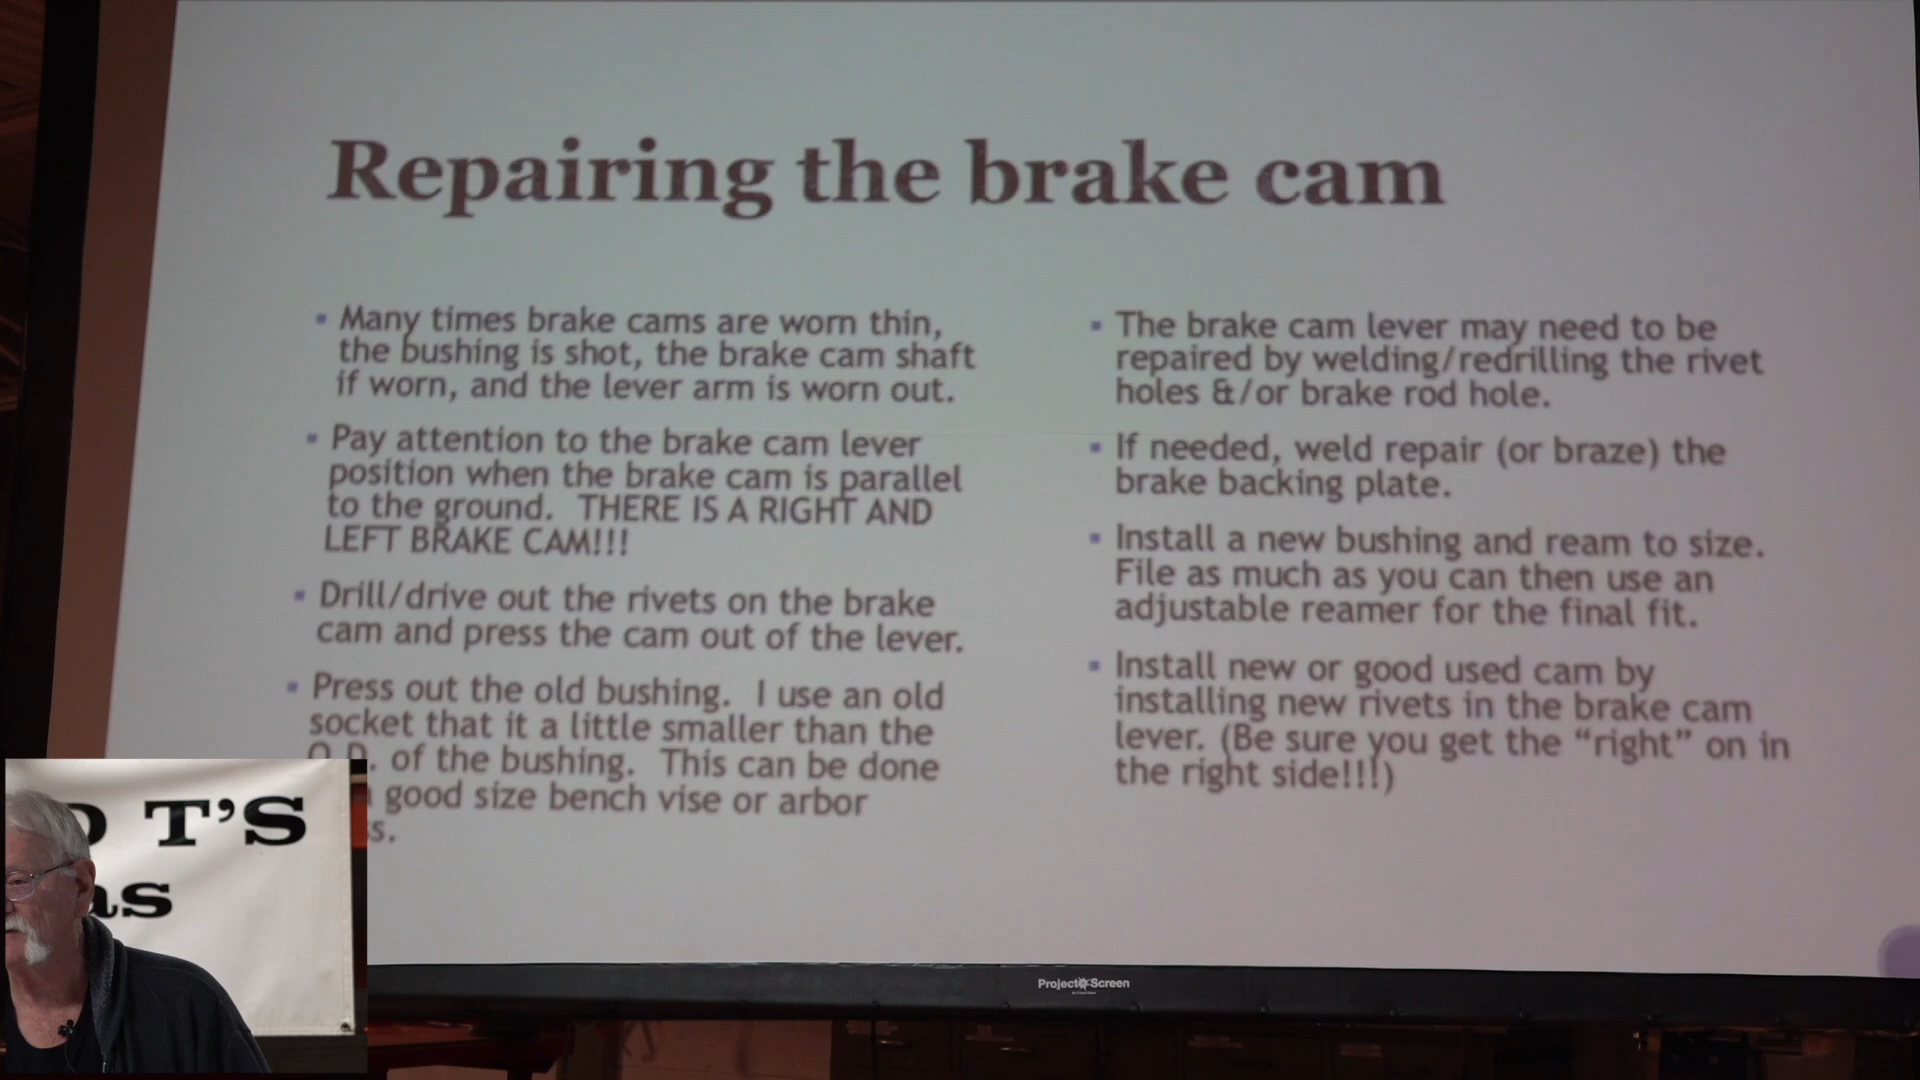 Repairing the brake cam
▪ Many times brake cams are worn thin,
the bushing is shot, the brake cam shaft
if worn, and the lever arm is worn out.
▪ Pay attention to the brake cam lever
position when the brake cam is parallel
to the ground. THERE IS A RIGHT AND
LEFT BRAKE CAM!!!
▪ Drill/drive out the rivets on the brake
cam and press the cam out of the lever.
▪ Press out the old bushing. I use an old
socket that it a little smaller than the
O.D. of the bushing. This can be done
good size bench vise or arbor
s.
▪ The brake cam lever may need to be
repaired by welding/redrilling the rivet
holes &/or brake rod hole.
▪ If needed, weld repair (or braze) the
brake backing plate.
▪ Install a new bushing and ream to size.
File as much as you can then use an
adjustable reamer for the final fit.
▪ Install new or good used cam by
installing new rivets in the brake cam
lever. (Be sure you get the “right” on in
the right side!!!)
T'S
as
Project Screen